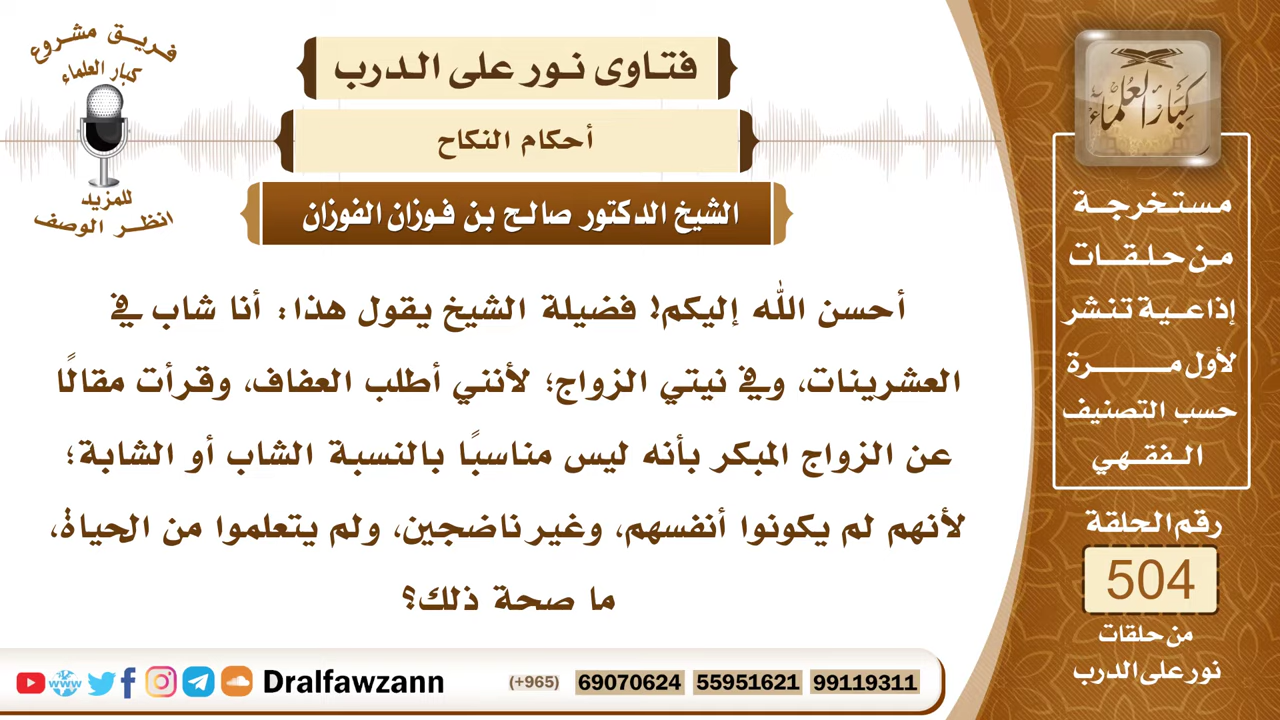 فريق مشروع
كبار العلماء
للمزيد
انظر الوصف
فتاوى نور على الدرب
أحكام النكاح
الشيخ الدكتور صالح بن فوزان الفوزان
أحسن الله إليكم! فضيلة الشيخ يقول هذا: أنا شاب في
العشرينات، وفي نيتي الزواج؛ لأنني أطلب العفاف، وقرأت مقالًا
عن الزواج المبكر بأنه ليس مناسبًا بالنسبة الشاب أو الشابة؛
لأنهم لم يكونوا أنفسهم، وغير ناضجين، ولم يتعلموا من الحياة،
ما صحة ذلك؟
كبار العلماء
مستخرجة
من حلقات
إذاعية تنشر
لأول مرة
حسب التصنيف
الفقهي
رقم الحلقة
504
من حلقات
نور على الدرب
www
Dralfawzann
(+965) 69070624 55951621 99119311